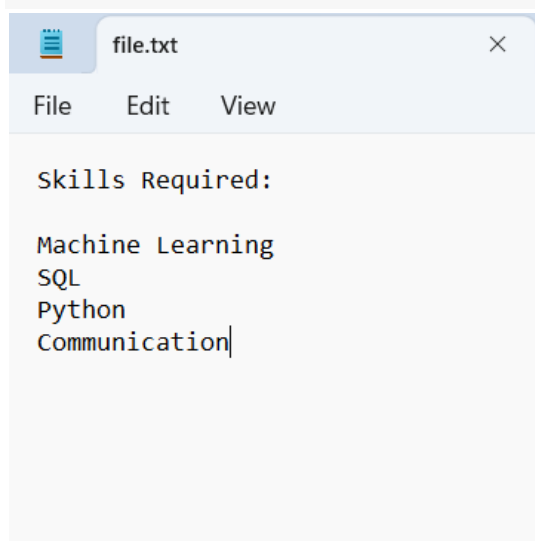 file.txt
File Edit View
Skills Required:
Machine Learning
SQL
Python
Communication